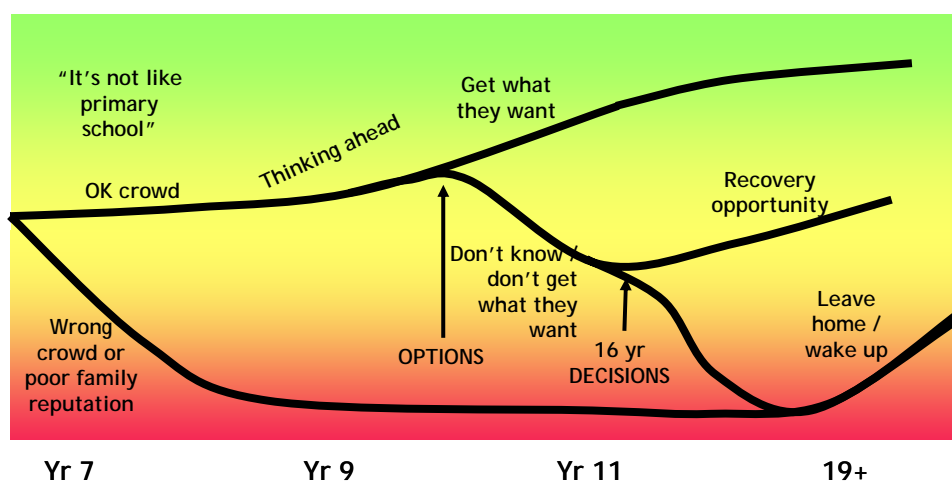 “It's not like
primary
school”
Get what
they want
Thinking ahead
OK crowd
Recovery
opportunity
Don't know /
don't get
what they
want
Wrong
crowd or
poor family
reputation
OPTIONS
16 yr
DECISIONS
Leave
home /
wake up
Yr 7
Yr 9
Yr 11
19+